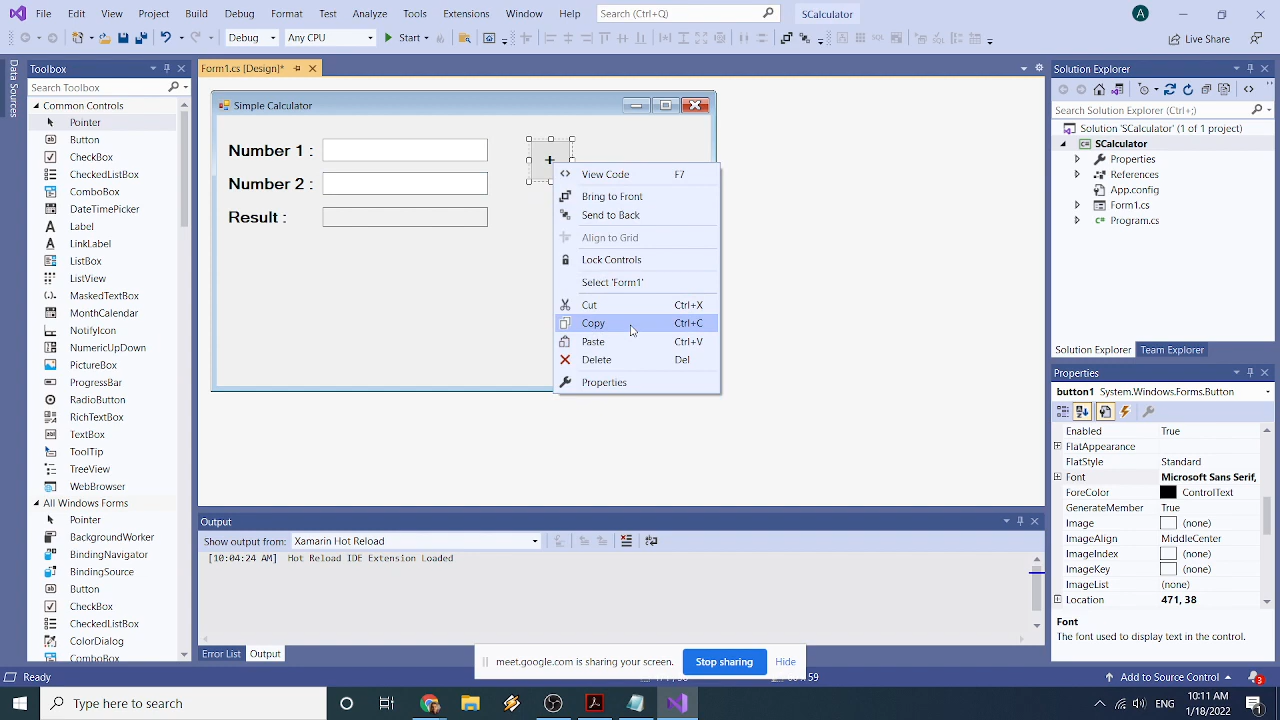 File Edit View Project Build Debug Format Test Analyze Tools Extensions Window Help Search (Ctrl+Q) SCalculator A
Debug Any CPU Start Live Share
Data Sources
Toolbox
Search Toolbox
Common Controls
Pointer
Button
CheckBox
CheckedListBox
ComboBox
DateTimePicker
Label
LinkLabel
ListBox
ListView
MaskedTextBox
MonthCalendar
NotifyIcon
NumericUpDown
PictureBox
ProgressBar
RadioButton
RichTextBox
TextBox
ToolTip
TreeView
WebBrowser
All Windows Forms
Pointer
BackgroundWorker
BindingNavigator
BindingSource
Button
CheckBox
CheckedListBox
ColorDialog
ComboBox
Form1.cs [Design]*
Simple Calculator
Number 1 :
Number 2 :
Result :
+
View Code F7
Bring to Front
Send to Back
Align to Grid
Lock Controls
Select 'Form1'
Cut Ctrl+X
Copy Ctrl+C
Paste Ctrl+V
Delete Del
Properties
Output
Show output from: Xamarin Hot Reload
[10:04:24 AM] Hot Reload IDE Extension Loaded
Error List Output
Solution Explorer
Search Solution Explorer (Ctrl+;)
Solution 'SCalculator' (1 of 1 project)
SCalculator
Properties
References
App.config
Form1.cs
Program.cs
Solution Explorer Team Explorer
Properties
button1 System.Windows.Forms.Button
Enabled True
FlatAppearance
FlatStyle Standard
Font Microsoft Sans Serif,
ForeColor ControlText
GenerateMember True
Image (none)
ImageAlign MiddleCenter
ImageIndex (none)
ImageKey (none)
ImageList (none)
Location 471, 38
Font
The font used to display text in the control.
meet.google.com is sharing your screen. Stop sharing Hide
Ready Add to Source Control 3
Type here to search
10:11 AM
1/18/2022